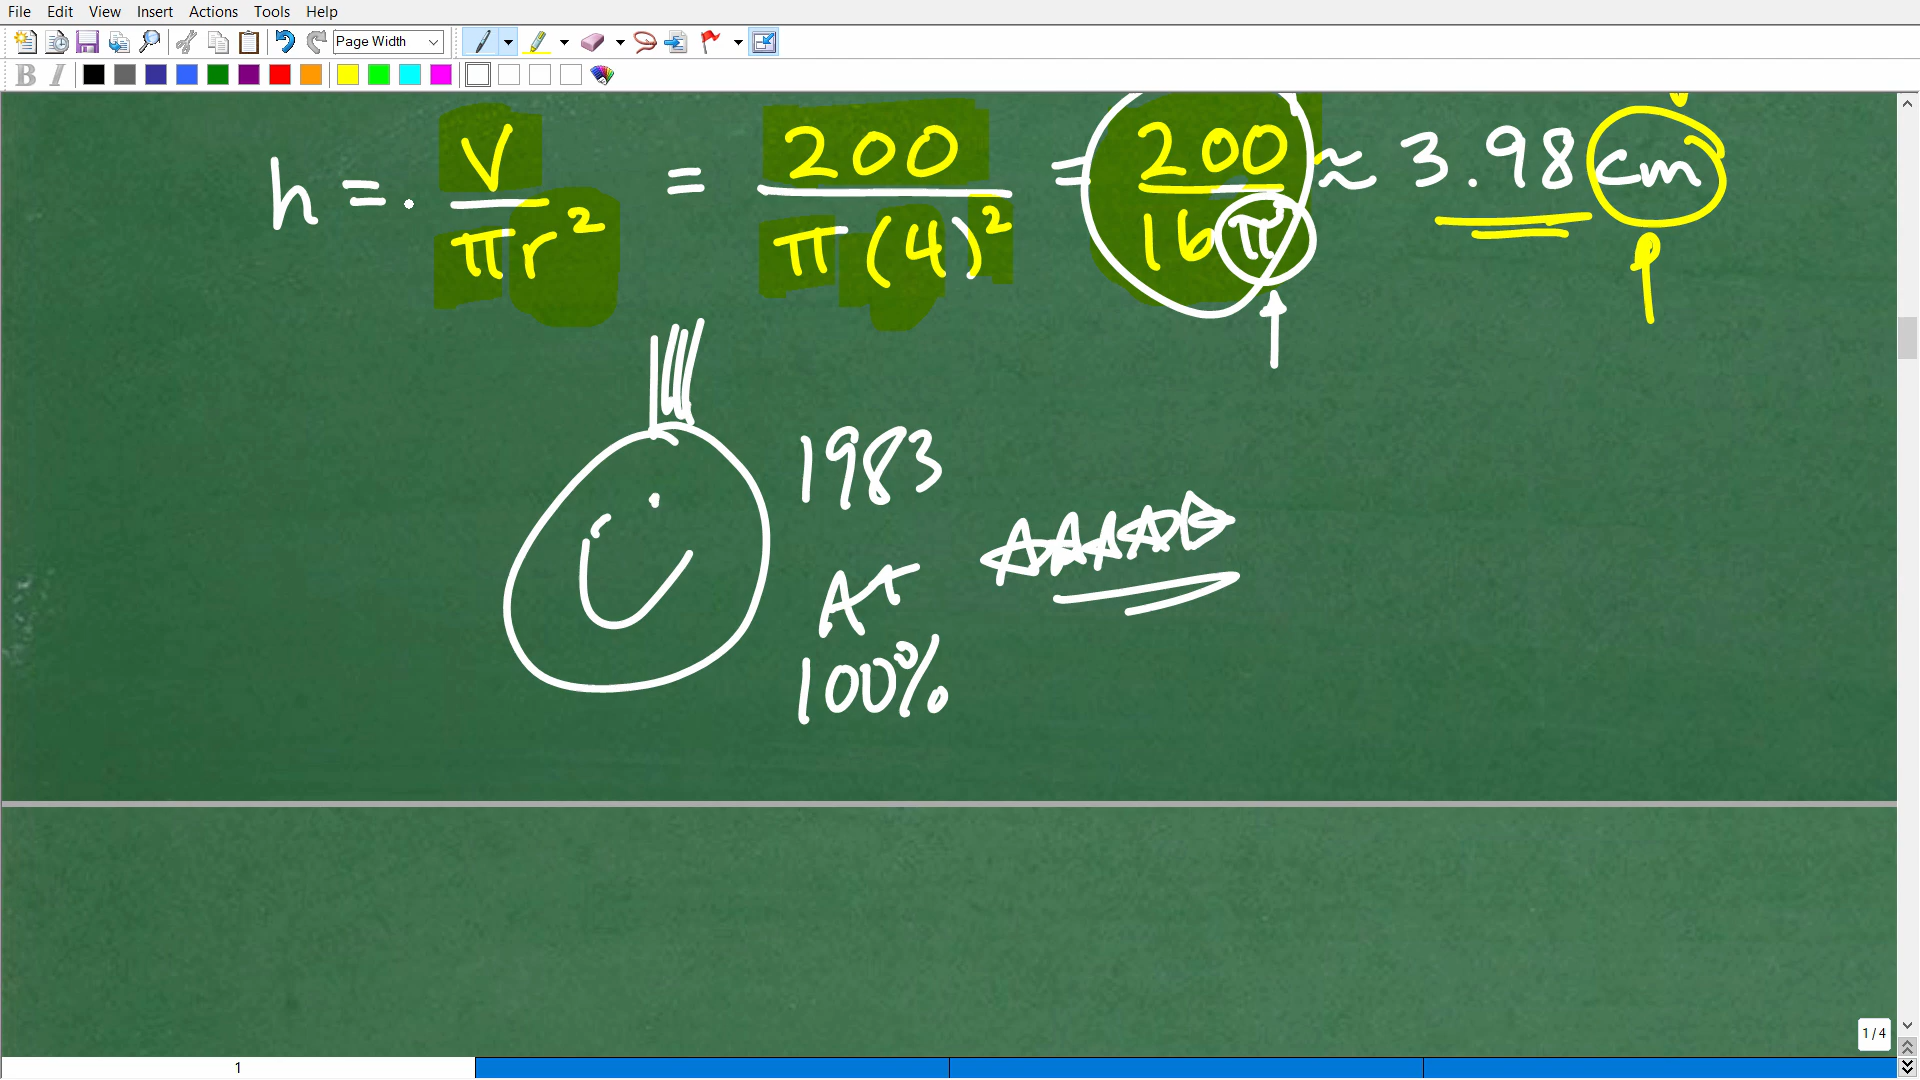 File Edit View Insert Actions Tools Help
Page Width
B I
h = V/πr² = 200/π(4)² = 200/16π ≈ 3.98 cm
1983
A+
100%
1 / 4
1